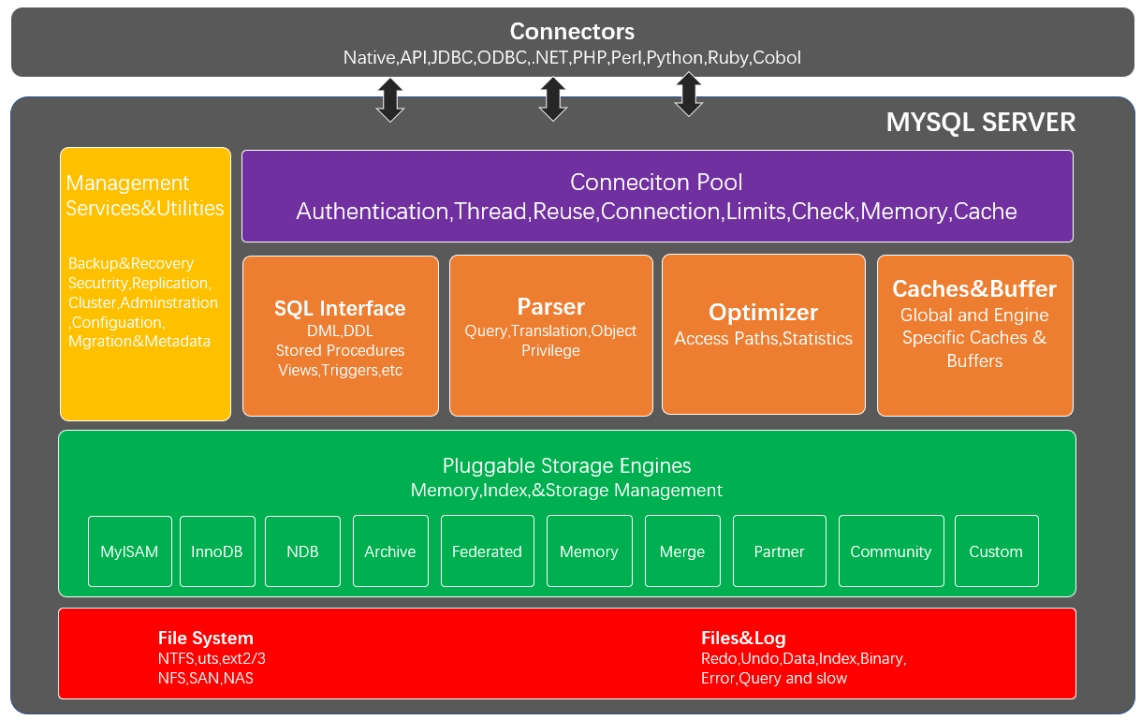 Connectors
Native,API,JDBC,ODBC,.NET,PHP,Perl,Python,Ruby,Cobol
MYSQL SERVER
Management
Services&Utilities
Backup&Recovery
Secutrity,Replication,
Cluster,Adminstration
,Configuation,
Mgration&Metadata
Conneciton Pool
Authentication,Thread,Reuse,Connection,Limits,Check,Memory,Cache
SQL Interface
DML,DDL
Stored Procedures
Views,Triggers,etc
Parser
Query,Translation,Object
Privilege
Optimizer
Access Paths,Statistics
Caches&Buffer
Global and Engine
Specific Caches &
Buffers
Pluggable Storage Engines
Memory,Index,&Storage Management
MyISAM
InnoDB
NDB
Archive
Federated
Memory
Merge
Partner
Community
Custom
File System
NTFS,uts,ext2/3
NFS,SAN,NAS
Files&Log
Redo,Undo,Data,Index,Binary,
Error,Query and slow